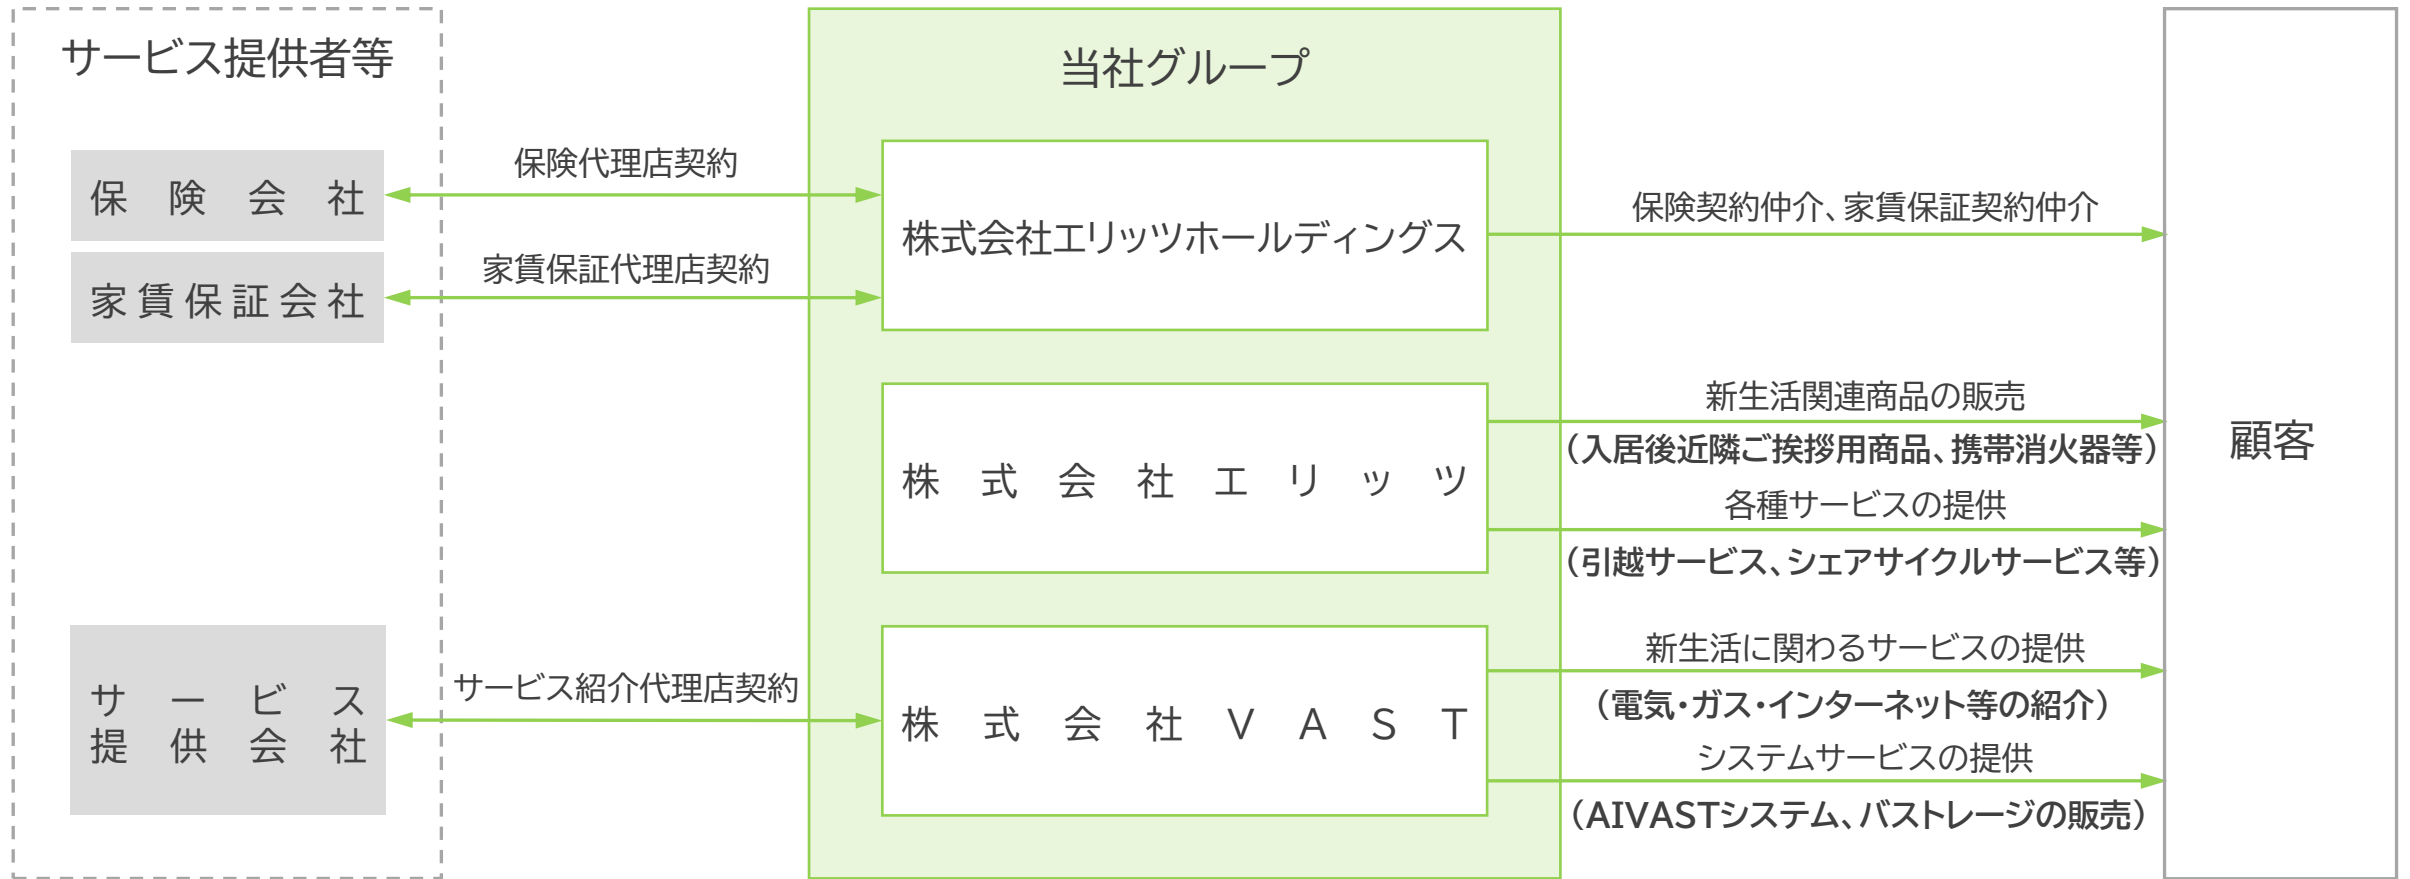 サービス提供者等
保険会社
家賃保証会社
サービス
提供会社
保険代理店契約
家賃保証代理店契約
サービス紹介代理店契約
当社グループ
株式会社エリッツホールディングス
株式会社エリッツ
株式会社VAST
保険契約仲介、家賃保証契約仲介
新生活関連商品の販売
（入居後近隣ご挨拶用商品、携帯消火器等）
各種サービスの提供
（引越サービス、シェアサイクルサービス等）
新生活に関わるサービスの提供
（電気・ガス・インターネット等の紹介）
システムサービスの提供
（AIVASTシステム、バストレージの販売）
顧客